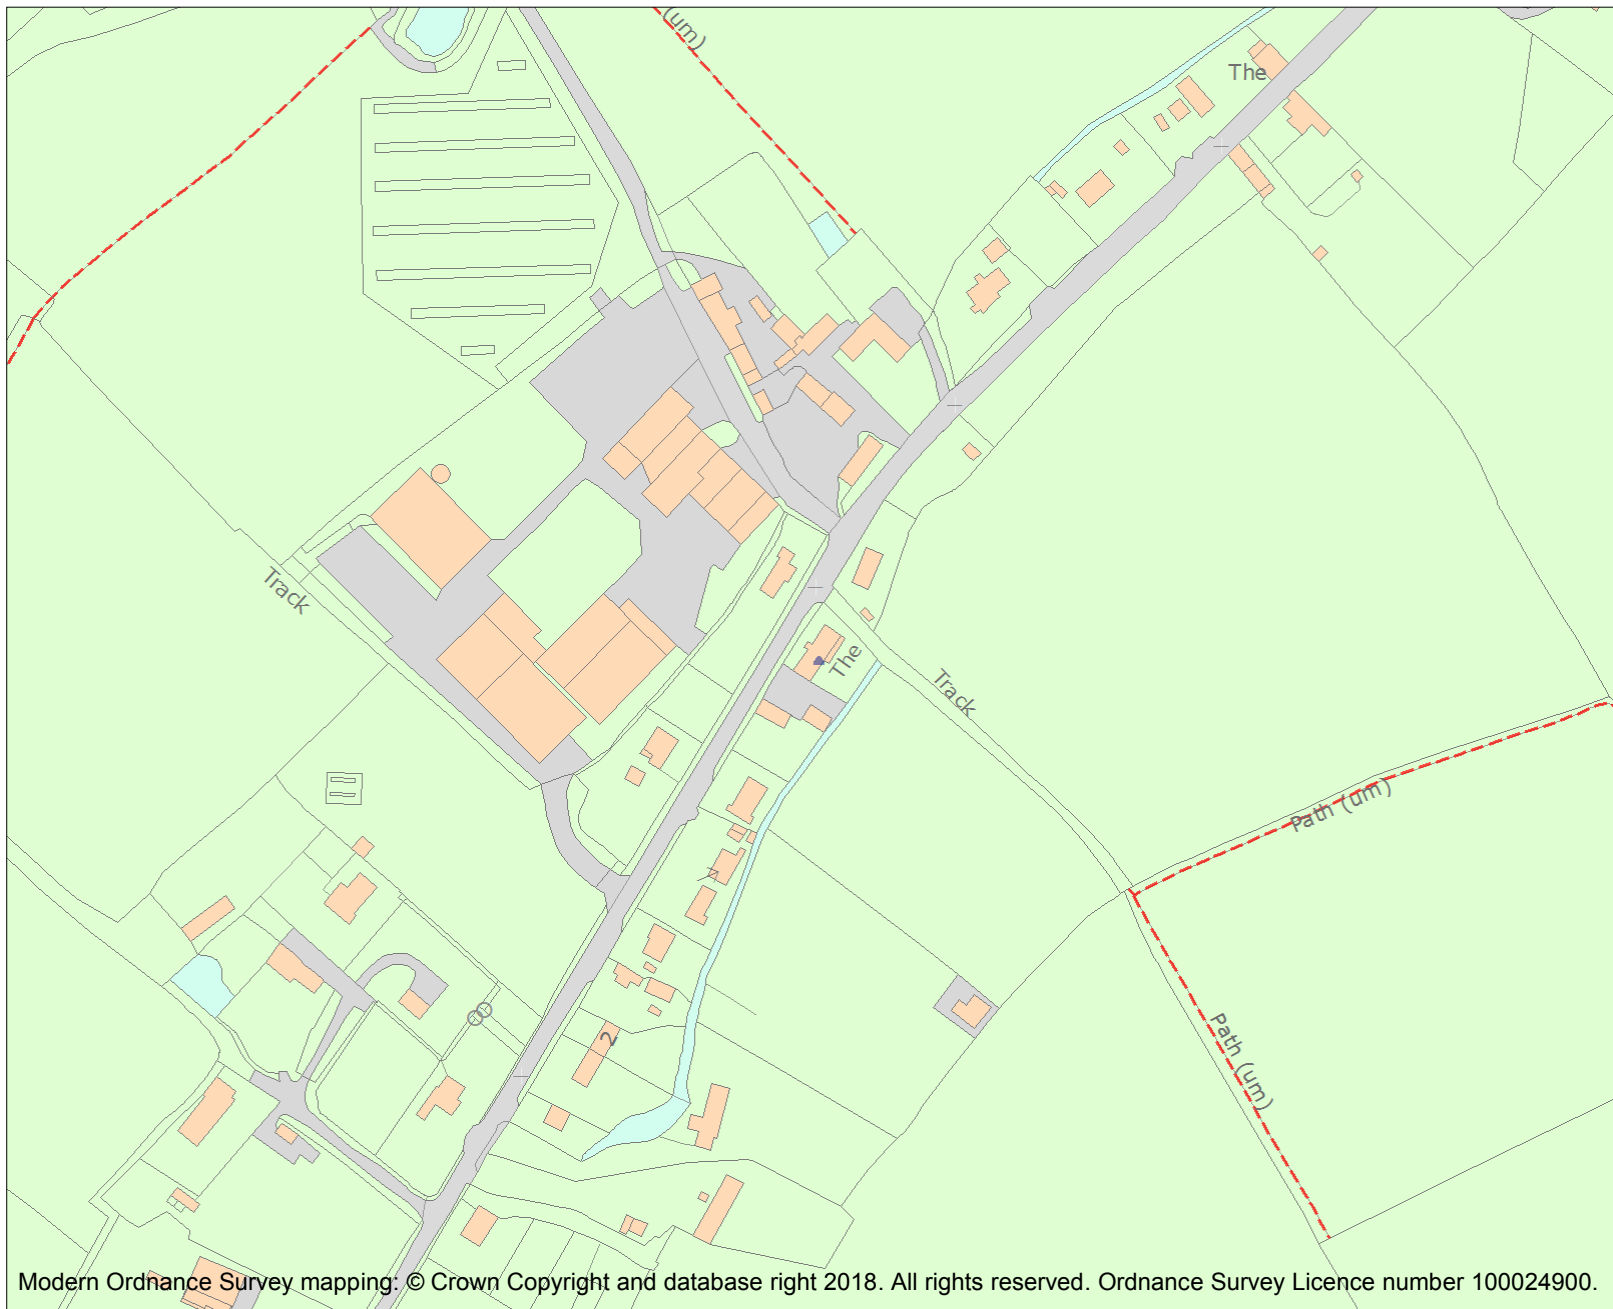 (um)
The
Track
The
Track
Path (um)
Path (um)
2
Modern Ordnance Survey mapping: © Crown Copyright and database right 2018. All rights reserved. Ordnance Survey Licence number 100024900.